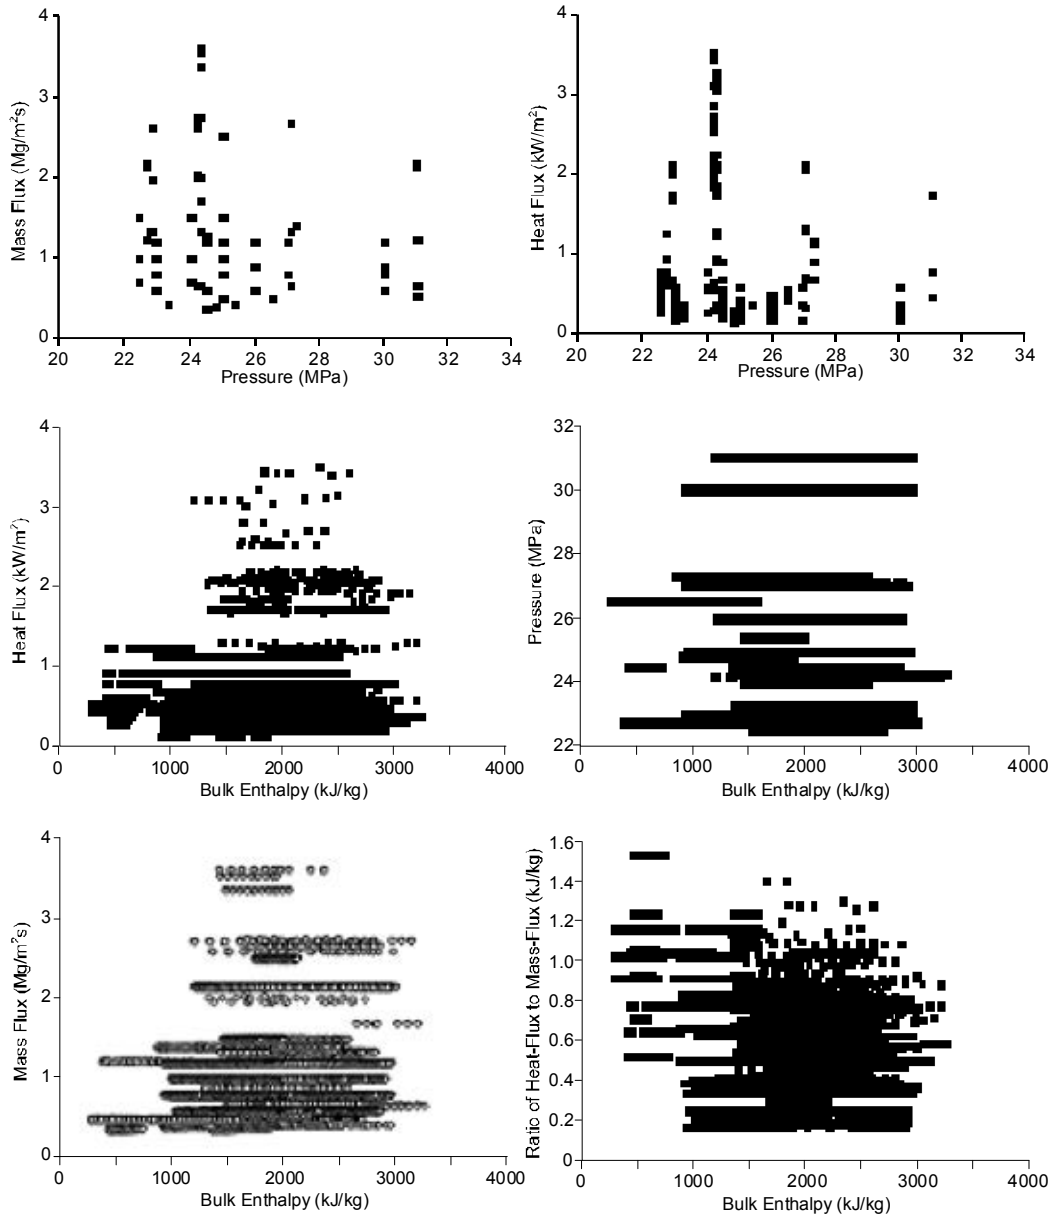 4
3
2
1
0
Mass Flux (Mg/m²s)
20 22 24 26 28 30 32 34
Pressure (MPa)
4
3
2
1
0
Heat Flux (kW/m²)
20 22 24 26 28 30 32 34
Pressure (MPa)
4
3
2
1
0
Heat Flux (kW/m²)
0 1000 2000 3000 4000
Bulk Enthalpy (kJ/kg)
32
30
28
26
24
22
Pressure (MPa)
0 1000 2000 3000 4000
Bulk Enthalpy (kJ/kg)
4
3
2
1
0
Mass Flux (Mg/m²s)
0 1000 2000 3000 4000
Bulk Enthalpy (kJ/kg)
1.6
1.4
1.2
1.0
0.8
0.6
0.4
0.2
0
Ratio of Heat-Flux to Mass-Flux (kJ/kg)
0 1000 2000 3000 4000
Bulk Enthalpy (kJ/kg)